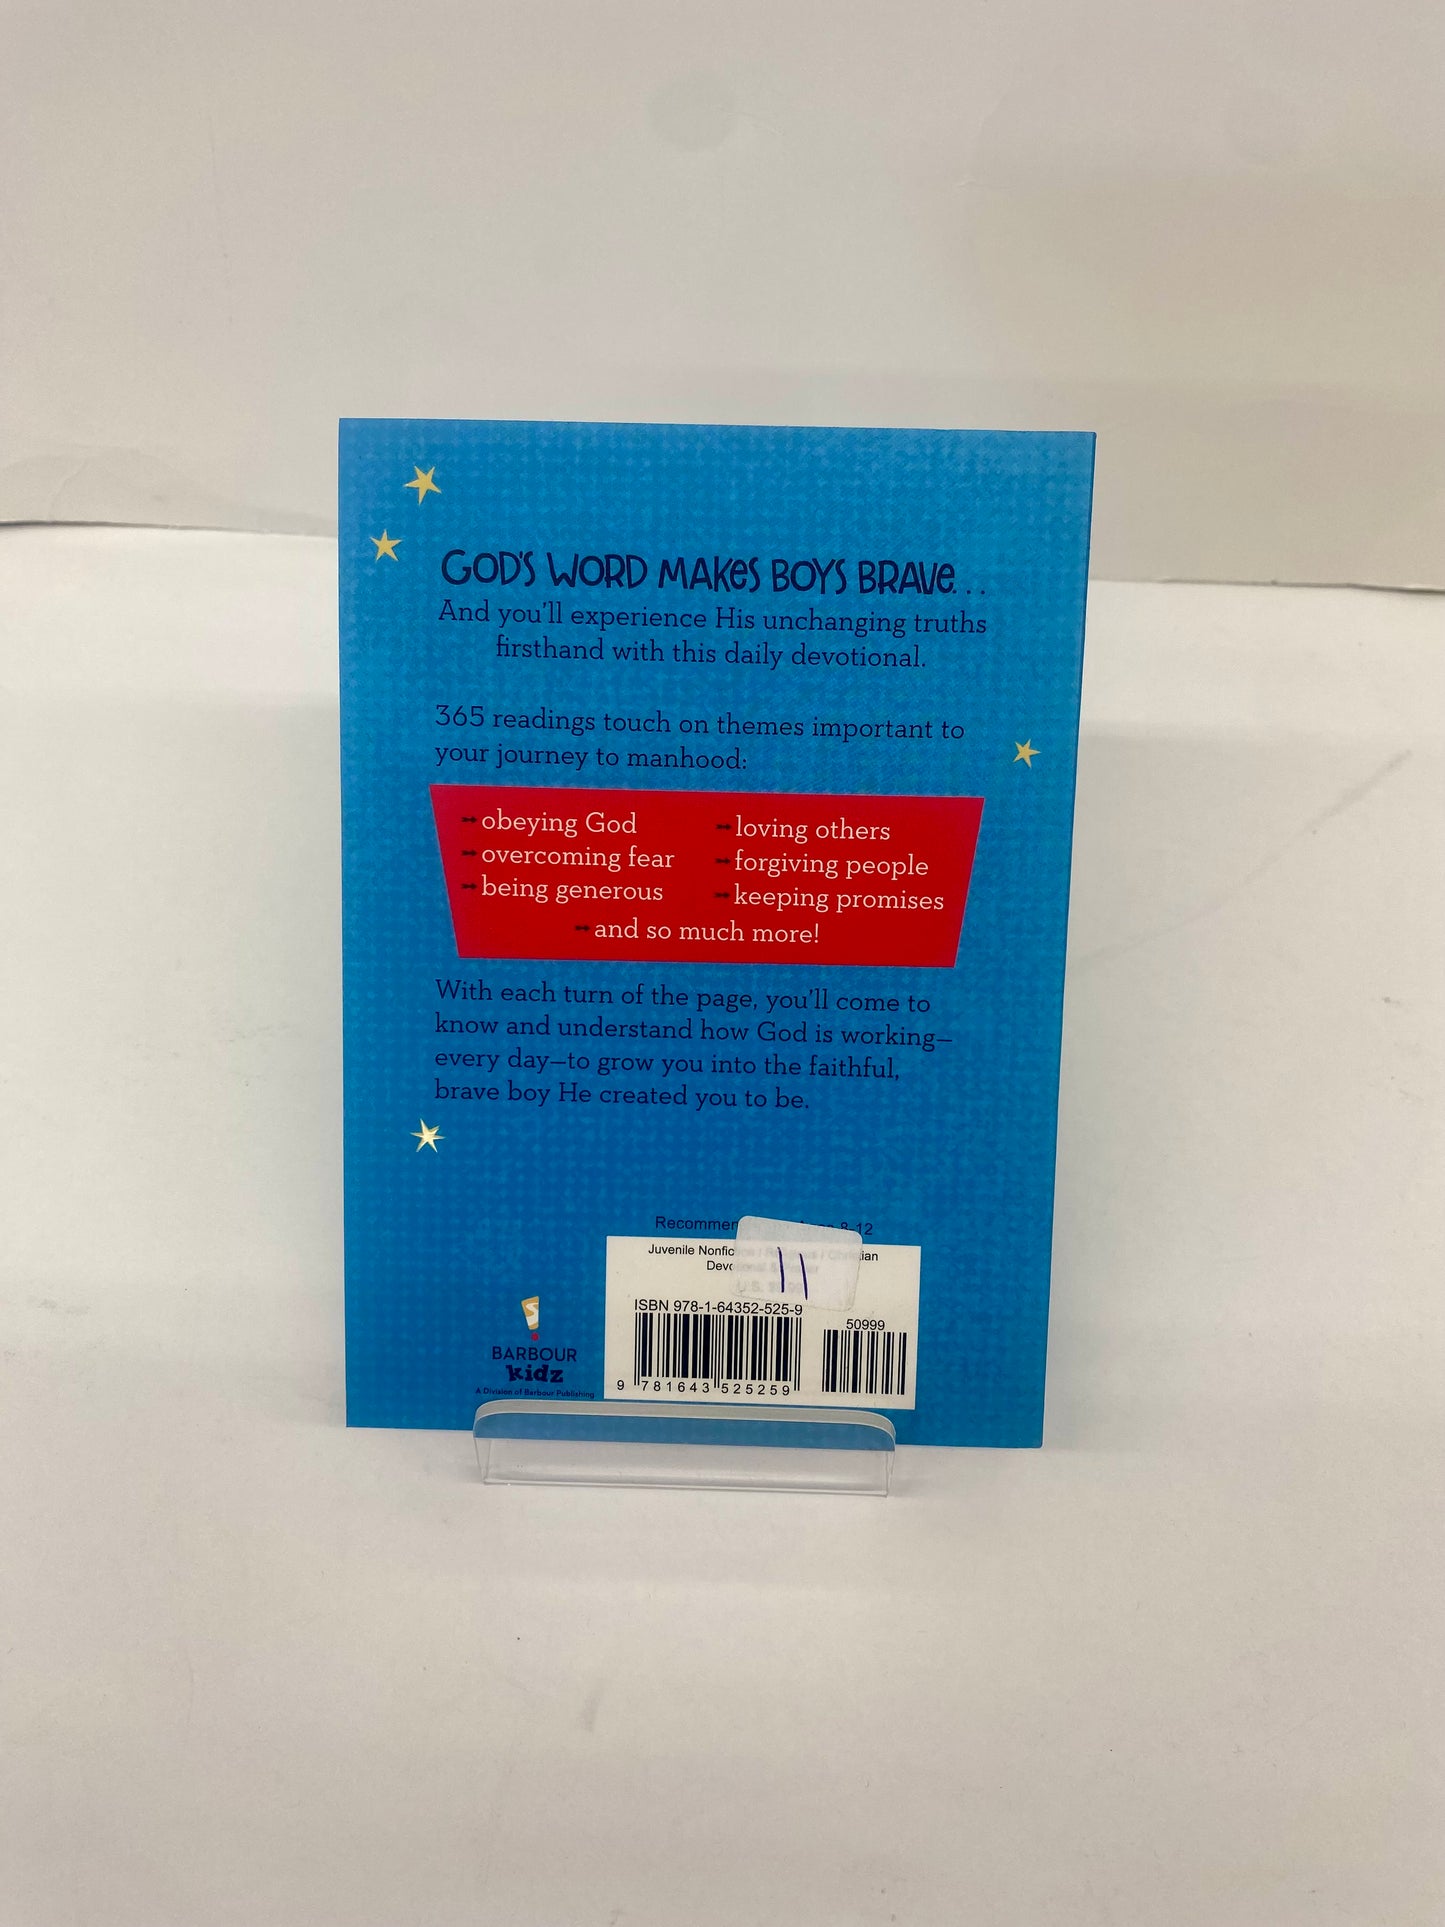 GOD'S WORD MAKES BOYS BRAVE...
And you'll experience His unchanging truths
firsthand with this daily devotional.
365 readings touch on themes important to
your journey to manhood:
obeying God
overcoming fear
being generous
loving others
forgiving people
keeping promises
and so much more!
With each turn of the page, you'll come to
know and understand how God is working—
every day—to grow you into the faithful,
brave boy He created you to be.
8-12
Juvenile
11
ISBN 978-1-64352-525-9
50999
9 781643 525259
BARBOUR
kidz
A Division of Barbour Publishing